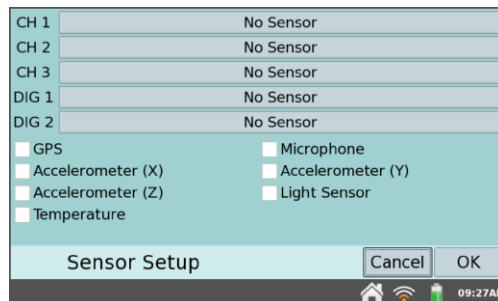 CH 1 No Sensor
CH 2 No Sensor
CH 3 No Sensor
DIG 1 No Sensor
DIG 2 No Sensor
GPS Microphone
Accelerometer (X) Accelerometer (Y)
Accelerometer (Z) Light Sensor
Temperature
Sensor Setup Cancel OK
09:27A